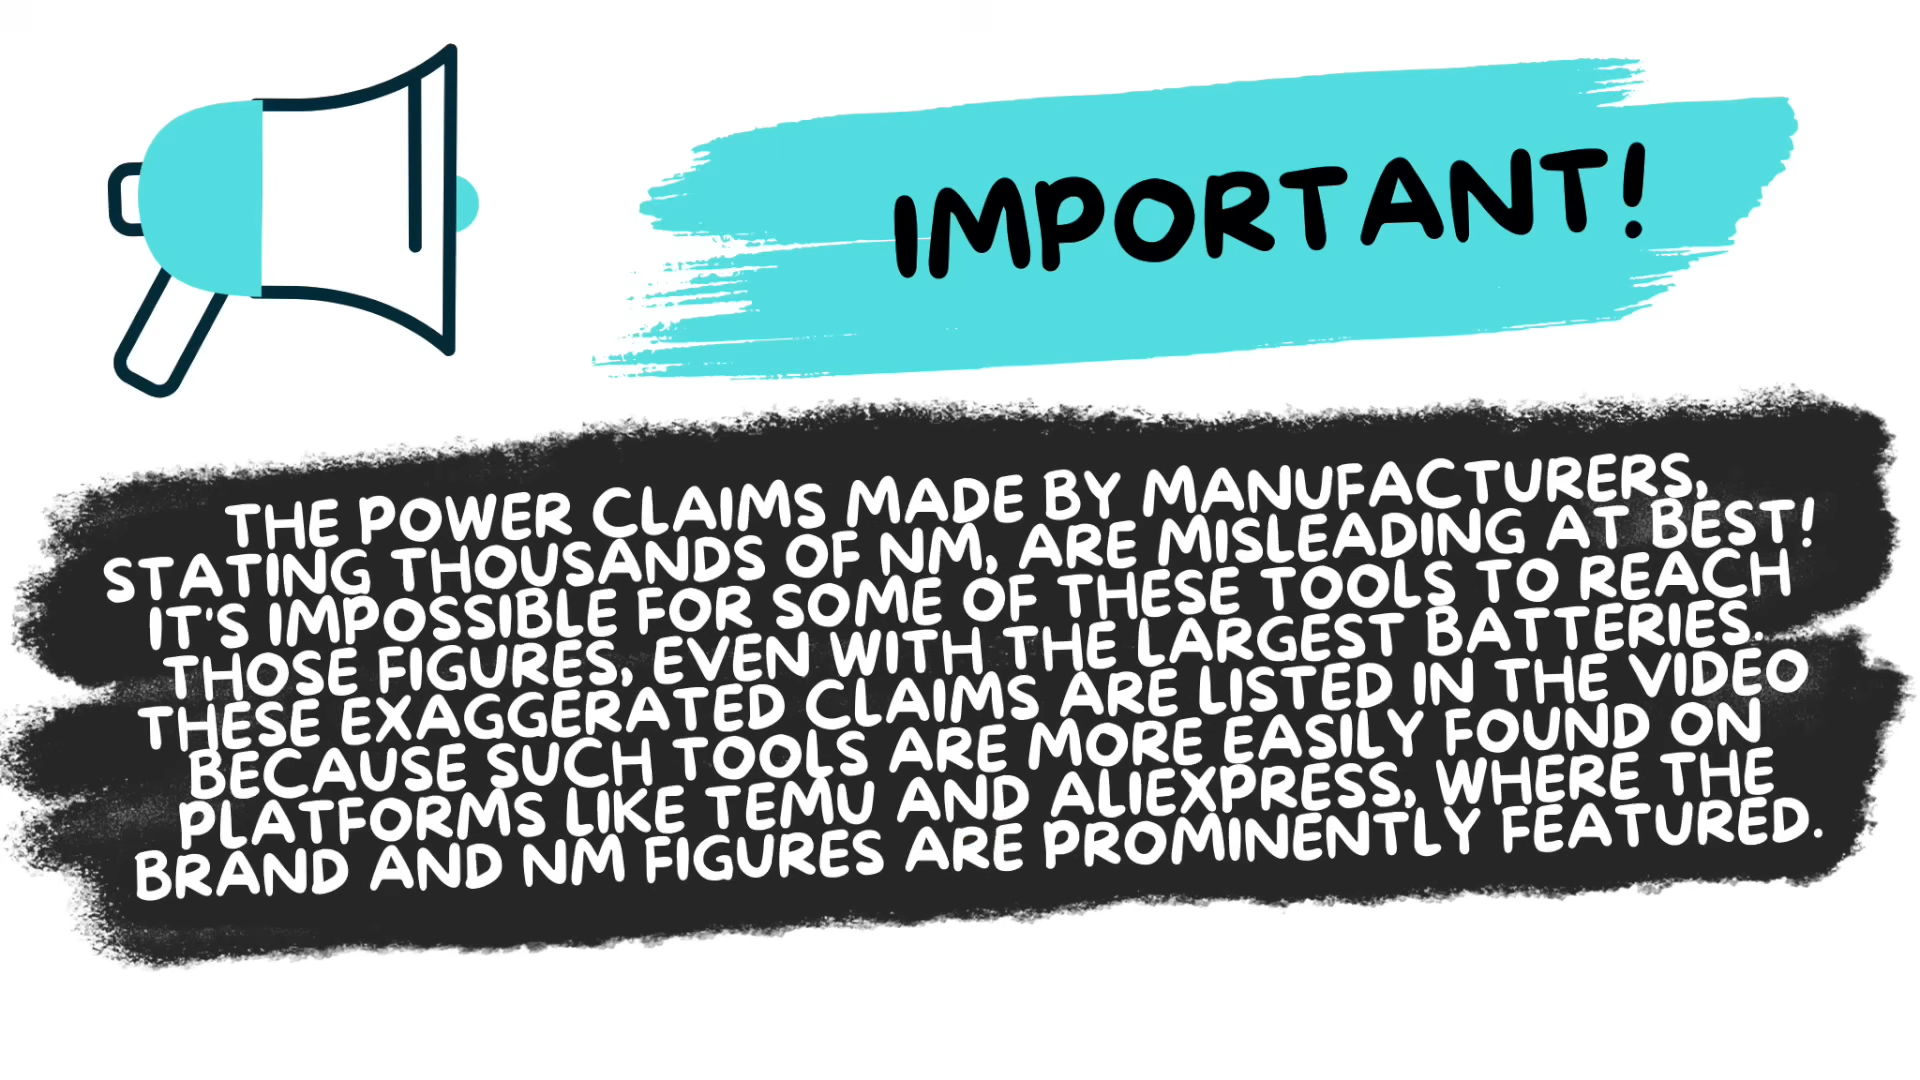 IMPORTANT!
THE POWER CLAIMS MADE BY MANUFACTURERS,
STATING THOUSANDS OF NM, ARE MISLEADING AT BEST!
IT'S IMPOSSIBLE FOR SOME OF THESE TOOLS TO REACH
THOSE FIGURES, EVEN WITH THE LARGEST BATTERIES.
THESE EXAGGERATED CLAIMS ARE LISTED IN THE VIDEO
BECAUSE SUCH TOOLS ARE MORE EASILY FOUND ON
PLATFORMS LIKE TEMU AND ALIEXPRESS, WHERE THE
BRAND AND NM FIGURES ARE PROMINENTLY FEATURED.